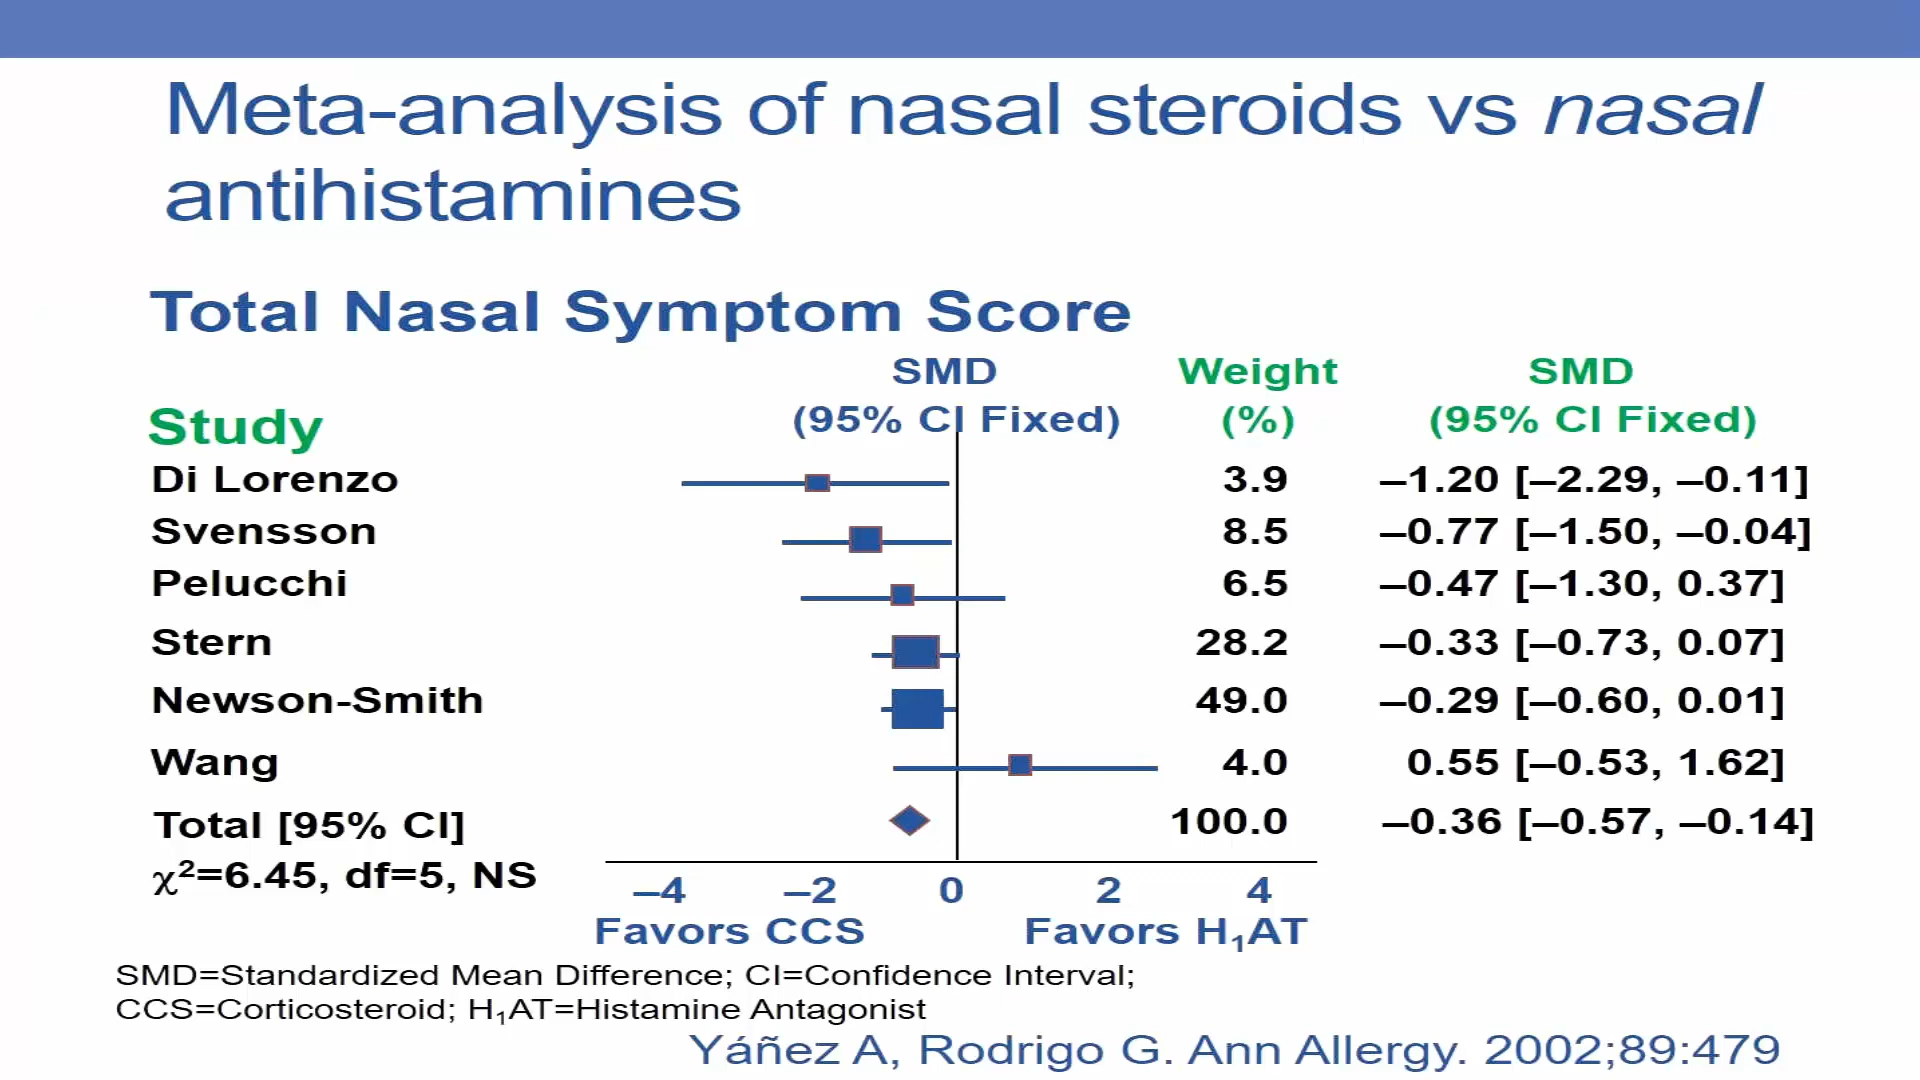 Meta-analysis of nasal steroids vs nasal
antihistamines
Total Nasal Symptom Score
SMD Weight SMD
Study (95% CI Fixed) (%) (95% CI Fixed)
Di Lorenzo 3.9 –1.20 [–2.29, –0.11]
Svensson 8.5 –0.77 [–1.50, –0.04]
Pelucchi 6.5 –0.47 [–1.30, 0.37]
Stern 28.2 –0.33 [–0.73, 0.07]
Newson-Smith 49.0 –0.29 [–0.60, 0.01]
Wang 4.0 0.55 [–0.53, 1.62]
Total [95% CI] 100.0 –0.36 [–0.57, –0.14]
χ²=6.45, df=5, NS
–4 –2 0 2 4
Favors CCS Favors H₁AT
SMD=Standardized Mean Difference; CI=Confidence Interval;
CCS=Corticosteroid; H₁AT=Histamine Antagonist
Yáñez A, Rodrigo G. Ann Allergy. 2002;89:479